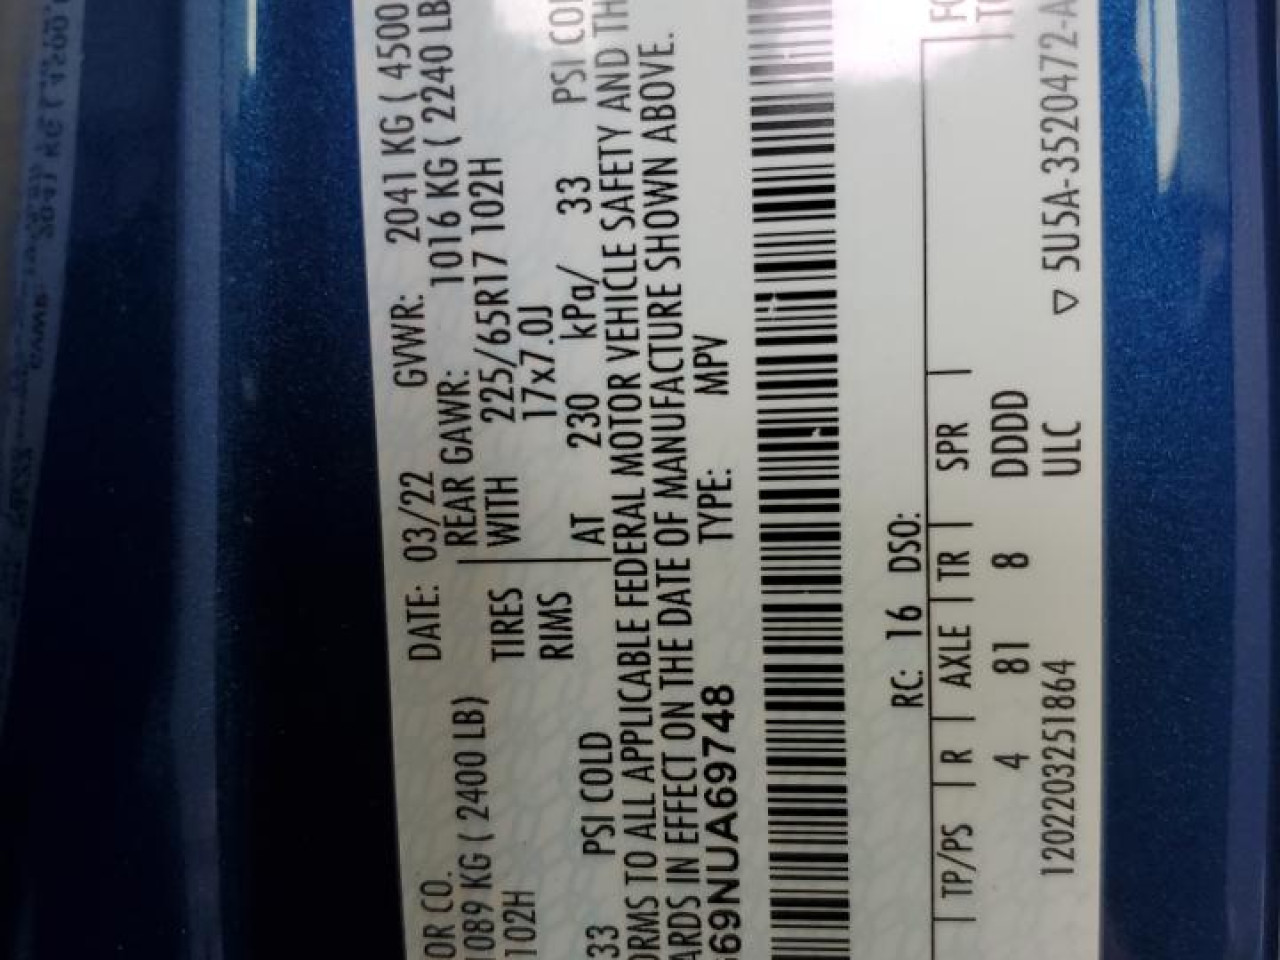 OR CO. DATE: 03/22 GVWR: 2041 KG ( 4500
1089 KG ( 2400 LB) REAR GAWR: 1016 KG ( 2240 LB
102H TIRES WITH 225/65R17 102H
RIMS 17x7.0J
33 PSI COLD AT 230 kPa/ 33 PSI COL
ORMS TO ALL APPLICABLE FEDERAL MOTOR VEHICLE SAFETY AND TH
ARDS IN EFFECT ON THE DATE OF MANUFACTURE SHOWN ABOVE.
69NUA69748 TYPE: MPV
RC: 16 DSO:
TP/PS R AXLE TR SPR
4 81 8 DDDD
1202203251864 ULC ▽ 5U5A-3520472-A